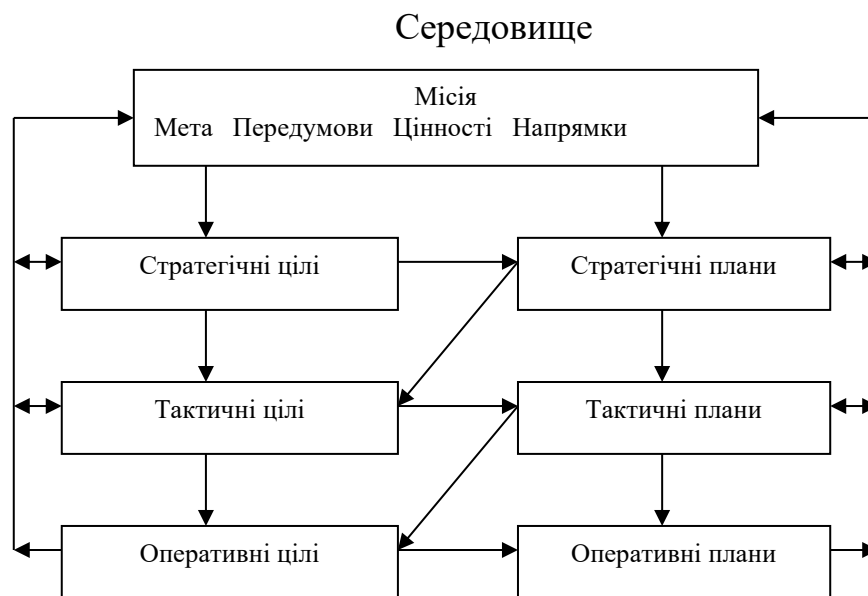 Середовище
Місія
Мета Передумови Цінності Напрямки
Стратегічні цілі
Стратегічні плани
Тактичні цілі
Тактичні плани
Оперативні цілі
Оперативні плани